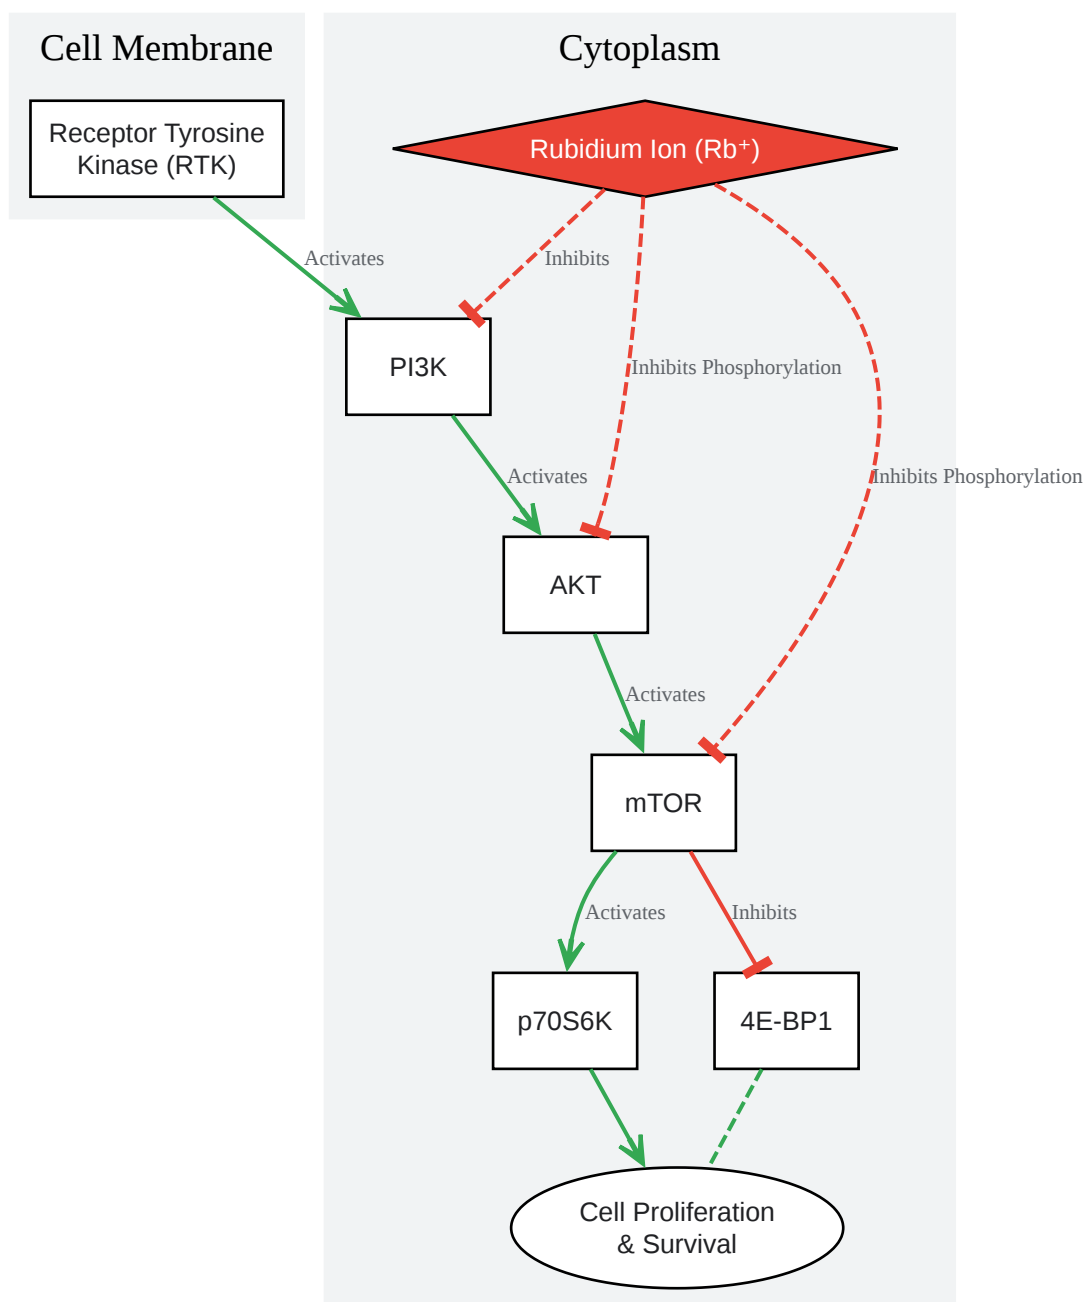 Cell Membrane
Cytoplasm
Receptor Tyrosine
Kinase (RTK)
Rubidium Ion (Rb⁺)
Activates
Inhibits
PI3K
Inhibits Phosphorylation
Activates
Inhibits Phosphorylation
AKT
Activates
mTOR
Activates
Inhibits
p70S6K
4E-BP1
Cell Proliferation
& Survival